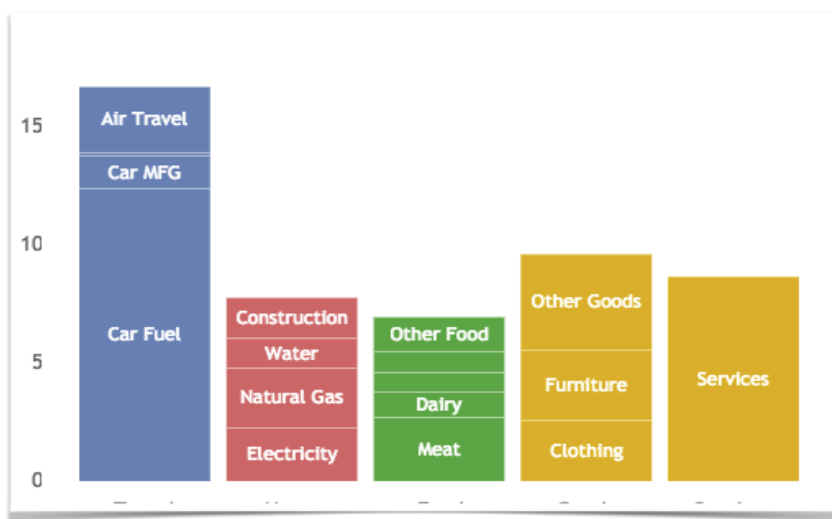 15
10
5
0
Air Travel
Car MFG
Car Fuel
Construction
Water
Natural Gas
Electricity
Other Food
Dairy
Meat
Other Goods
Furniture
Clothing
Services